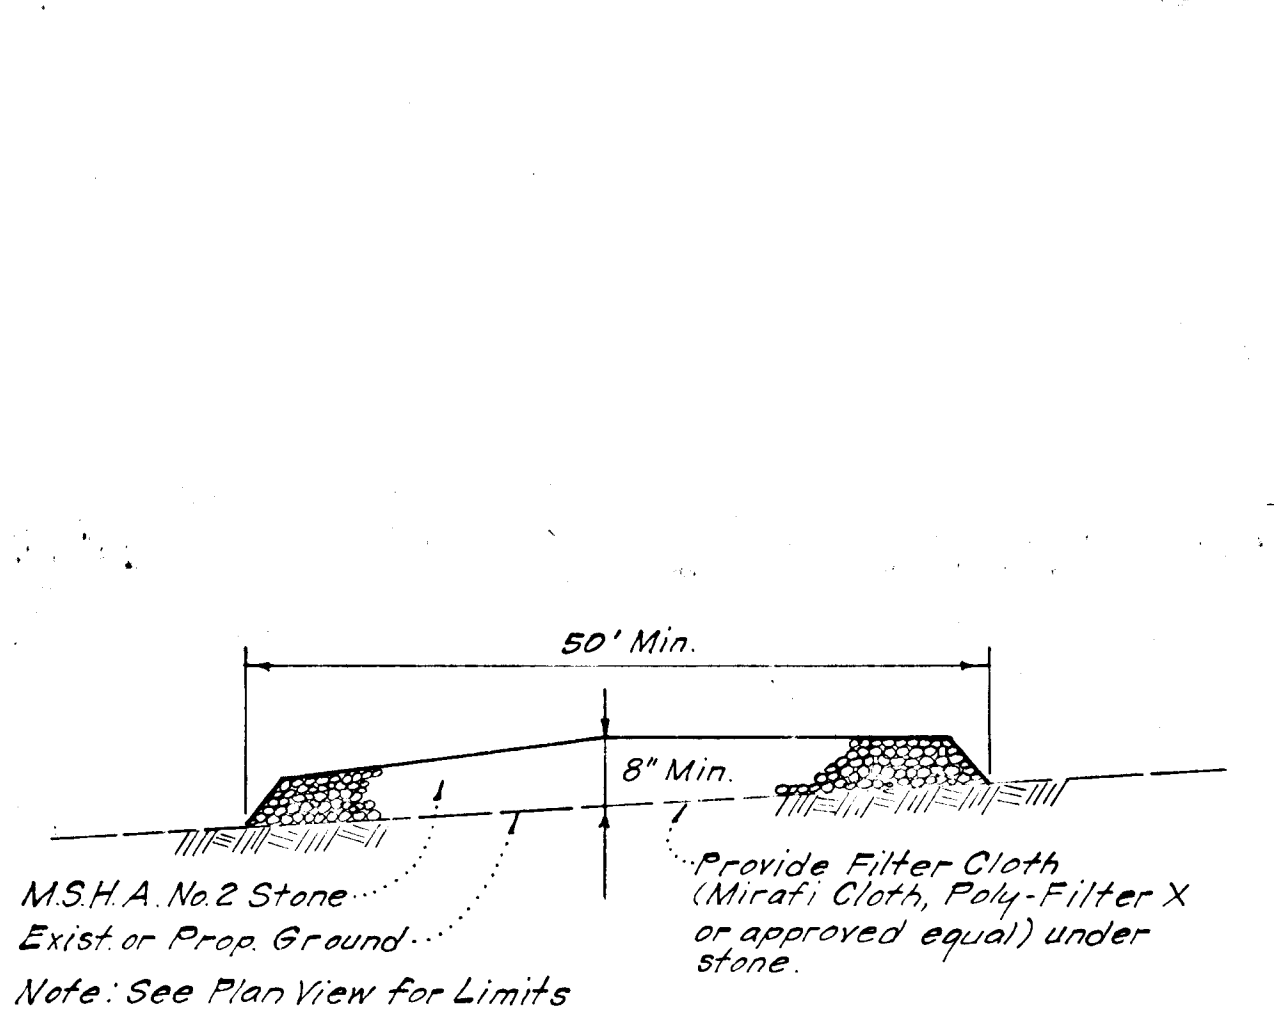 50' Min.
8" Min.
M.S.H.A. No. 2 Stone
Exist. or Prop. Ground
Note: See Plan View for Limits
Provide Filter Cloth
(Mirafi Cloth, Poly-Filter X
or approved equal) under
stone.